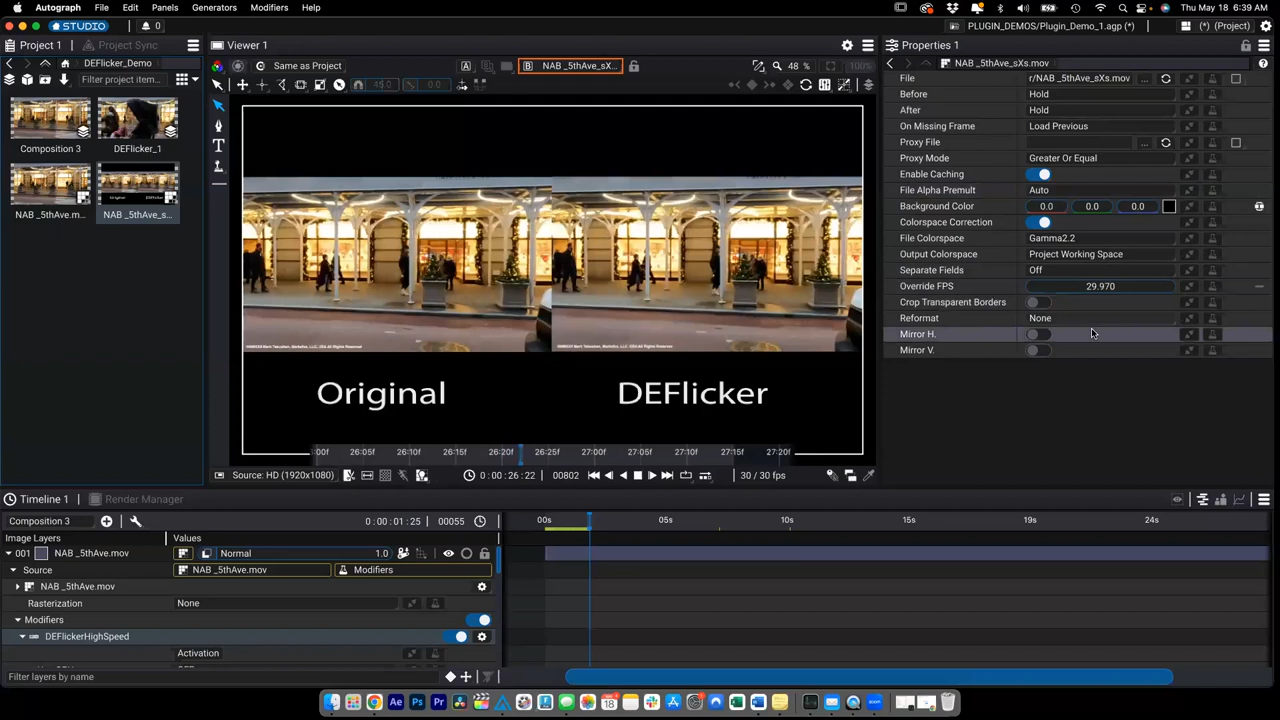 Autograph File Edit Panels Generators Modifiers Help
Thu May 18 6:39 AM
STUDIO 0
PLUGIN_DEMOS/Plugin_Demo_1.agp (*) (*) (Project)
Project 1 Project Sync
DEFlicker_Demo
Filter project item...
Composition 3 DEFlicker_1
NAB _5thAve.m... NAB _5thAve_s...
Viewer 1
Same as Project A B NAB _5thAve_sX... 48 % 100%
45.0 0.0
Original DEFlicker
:00f 26:05f 26:10f 26:15f 26:20f 26:25f 27:00f 27:05f 27:10f 27:15f 27:20f
Source: HD (1920x1080) 0:00:26:22 00802 30 / 30 fps
Properties 1
NAB _5thAve_sXs.mov
File r/NAB _5thAve_sXs.mov ...
Before Hold
After Hold
On Missing Frame Load Previous
Proxy File ...
Proxy Mode Greater Or Equal
Enable Caching
File Alpha Premult Auto
Background Color 0.0 0.0 0.0
Colorspace Correction
File Colorspace Gamma2.2
Output Colorspace Project Working Space
Separate Fields Off
Override FPS 29.970
Crop Transparent Borders
Reformat None
Mirror H.
Mirror V.
Timeline 1 Render Manager
Composition 3 0:00:01:25 00055
00s 05s 10s 15s 19s 24s
Image Layers Values
001 NAB _5thAve.mov Normal 1.0
Source NAB _5thAve.mov Modifiers
NAB _5thAve.mov
Rasterization None
Modifiers
DEFlickerHighSpeed
Activation
Filter layers by name